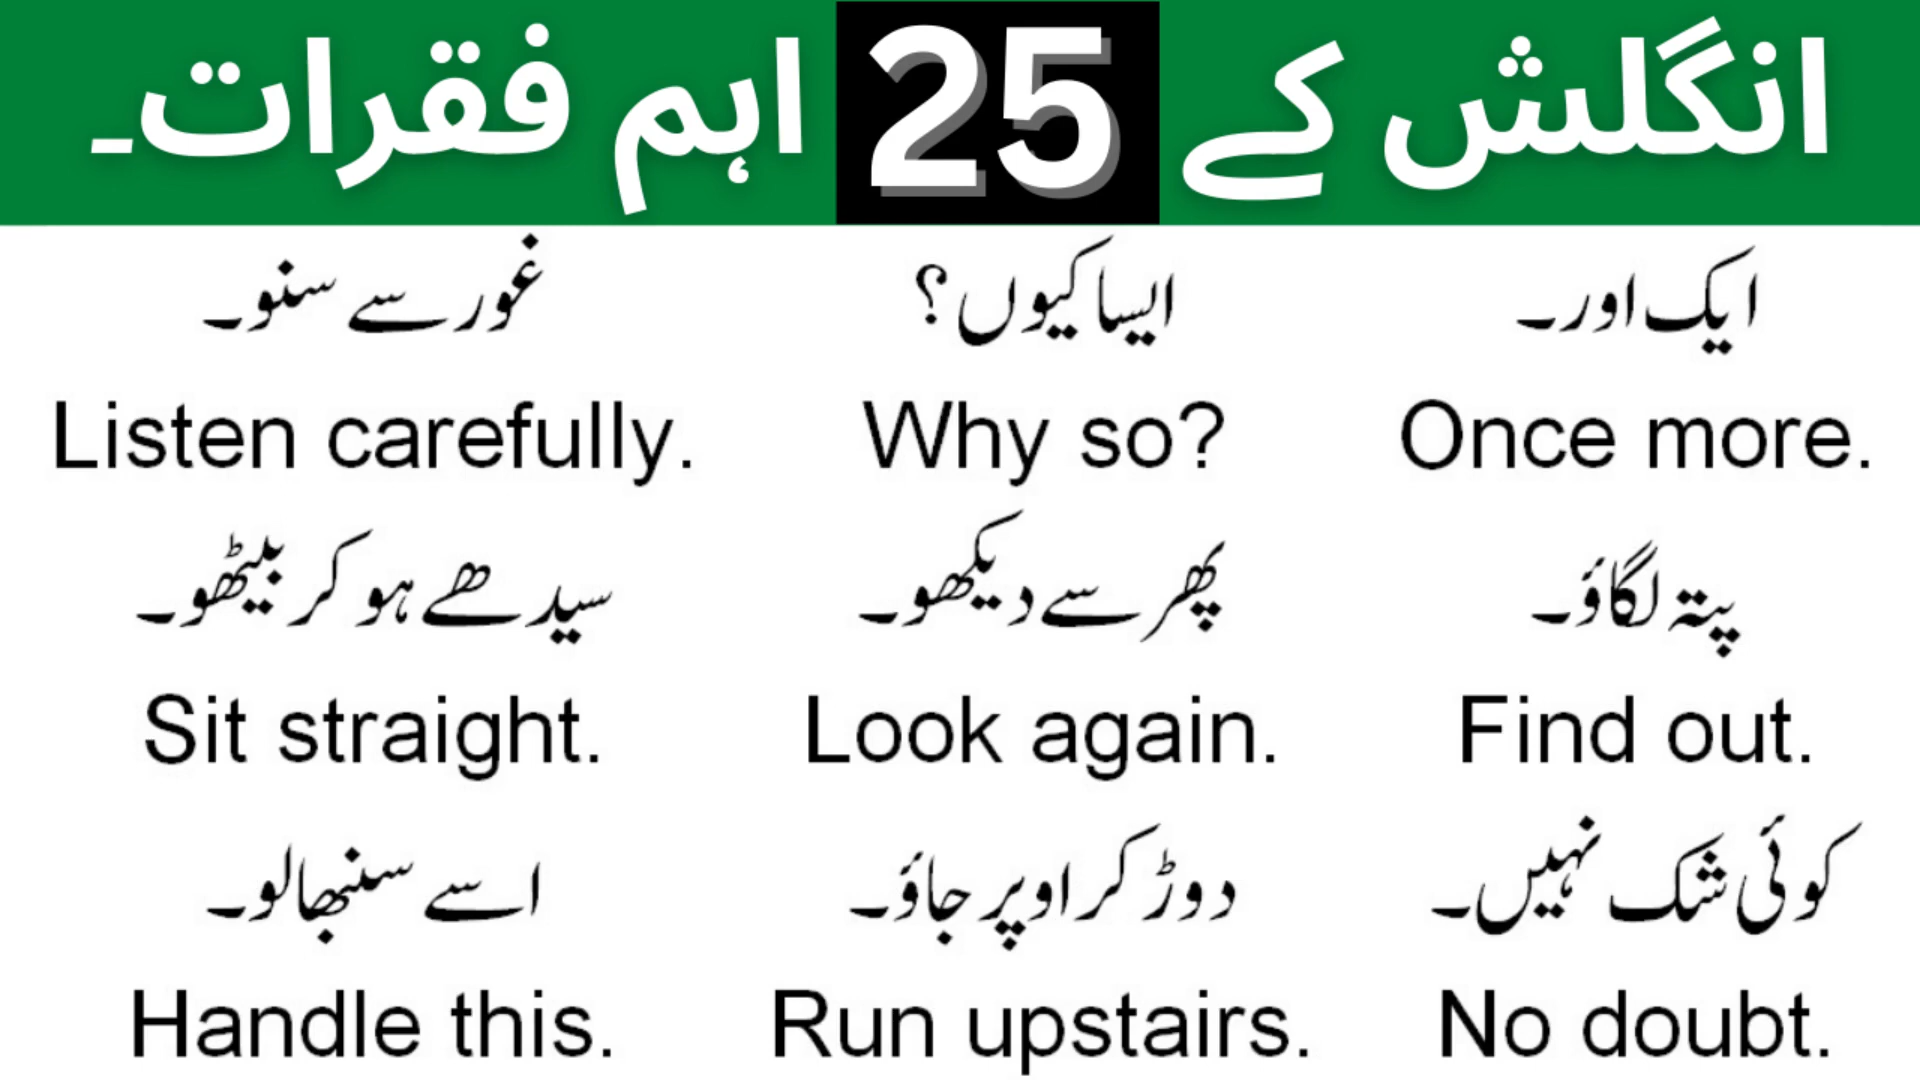 انگلش کے 25 اہم فقرات۔
ایک اور۔ ایسا کیوں؟ غور سے سنو۔
Listen carefully. Why so? Once more.
پتہ لگاؤ۔ پھر سے دیکھو۔ سیدھے ہو کر بیٹھو۔
Sit straight. Look again. Find out.
کوئی شک نہیں۔ دوڑ کر اوپر جاؤ۔ اسے سنبھالو۔
Handle this. Run upstairs. No doubt.